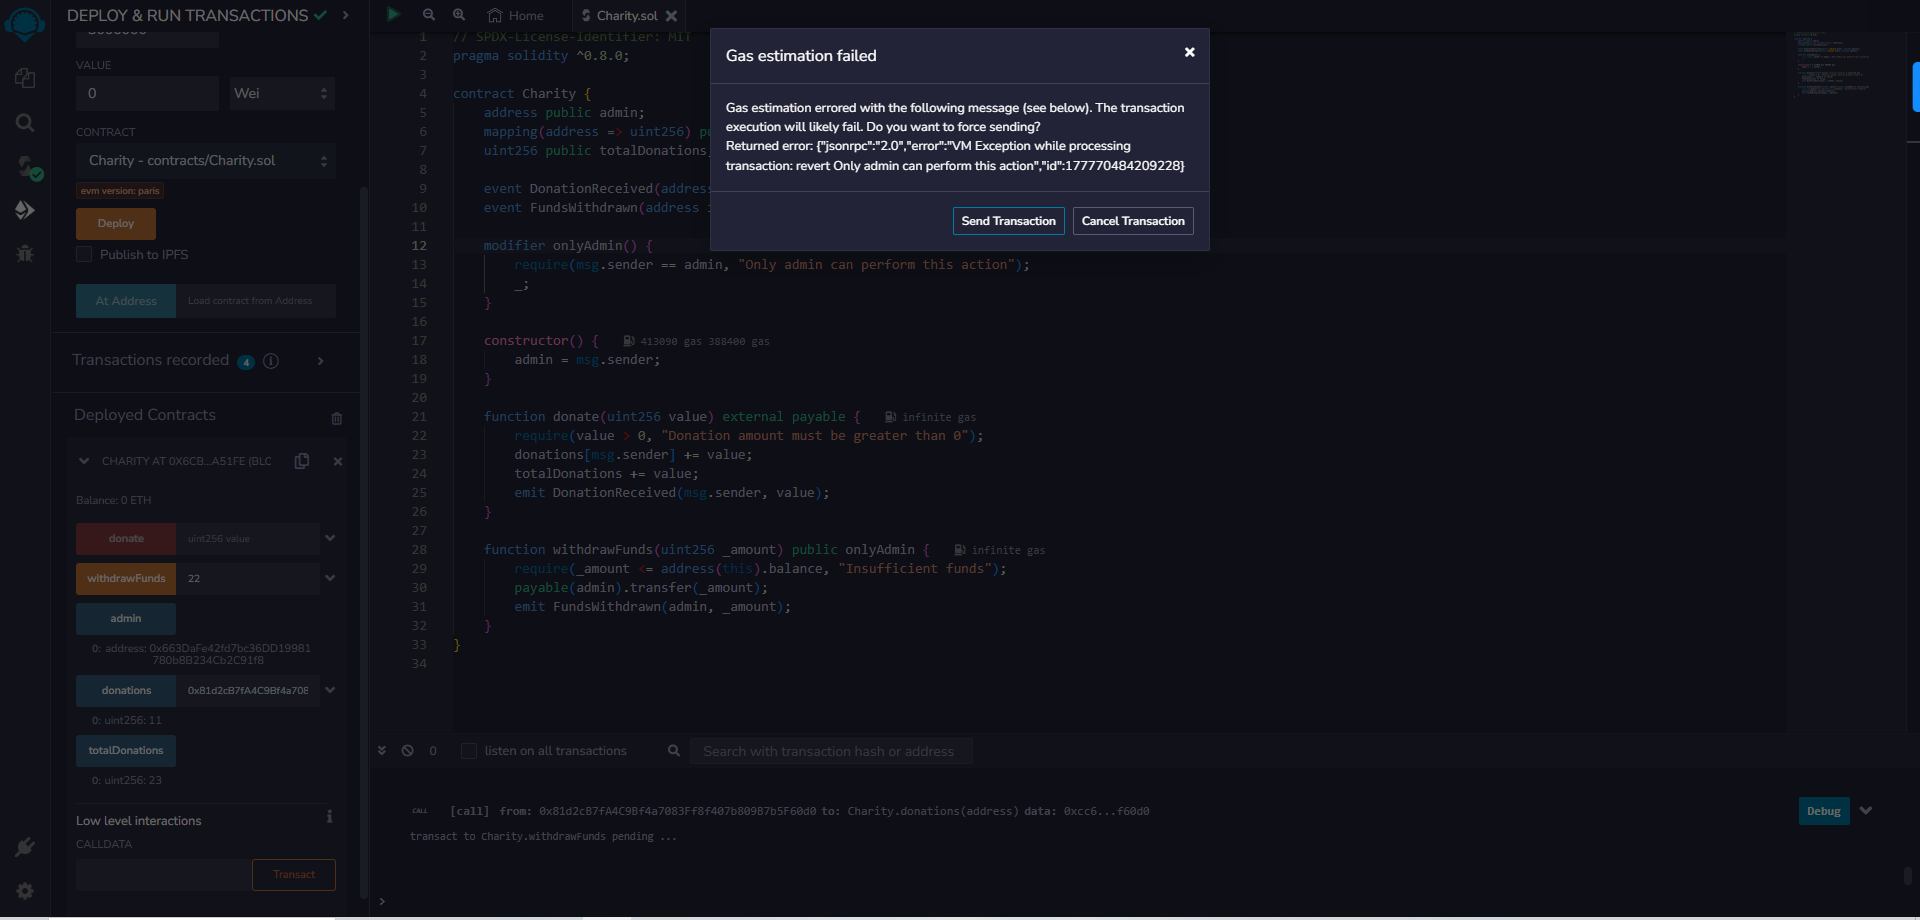 DEPLOY & RUN TRANSACTIONS
VALUE
0
Wei
CONTRACT
Charity - contracts/Charity.sol
evm version: paris
Deploy
Publish to IPFS
At Address
Load contract from Address
Transactions recorded 4
Deployed Contracts
CHARITY AT 0X6CB...A51FE (BLC
Balance: 0 ETH
donate
uint256 value
withdrawFunds
22
admin
0: address: 0x663DaFe42fd7bc36DD19981
780b8B234Cb2C91f8
donations
0x81d2cB7fA4C9Bf4a708
0: uint256: 11
totalDonations
0: uint256: 23
Low level interactions
CALLDATA
Transact
Home
Charity.sol
1 // SPDX-License-Identifier: MIT
2 pragma solidity ^0.8.0;
3
4 contract Charity {
5 address public admin;
6 mapping(address => uint256) pu
7 uint256 public totalDonations
8
9 event DonationReceived(address
10 event FundsWithdrawn(address
11
12 modifier onlyAdmin() {
13 require(msg.sender == admin, "Only admin can perform this action");
14 _;
15 }
16
17 constructor() { 413090 gas 388400 gas
18 admin = msg.sender;
19 }
20
21 function donate(uint256 value) external payable { infinite gas
22 require(value > 0, "Donation amount must be greater than 0");
23 donations[msg.sender] += value;
24 totalDonations += value;
25 emit DonationReceived(msg.sender, value);
26 }
27
28 function withdrawFunds(uint256 _amount) public onlyAdmin { infinite gas
29 require(_amount <= address(this).balance, "Insufficient funds");
30 payable(admin).transfer(_amount);
31 emit FundsWithdrawn(admin, _amount);
32 }
33 }
34
Gas estimation failed
Gas estimation errored with the following message (see below). The transaction
execution will likely fail. Do you want to force sending?
Returned error: {"jsonrpc":"2.0","error":"VM Exception while processing
transaction: revert Only admin can perform this action","id":177770484209228}
Send Transaction
Cancel Transaction
0
listen on all transactions
Search with transaction hash or address
CALL [call] from: 0x81d2cB7fA4C9Bf4a7083Ff8f407b80987b5F60d0 to: Charity.donations(address) data: 0xcc6...f60d0
Debug
transact to Charity.withdrawFunds pending ...
>